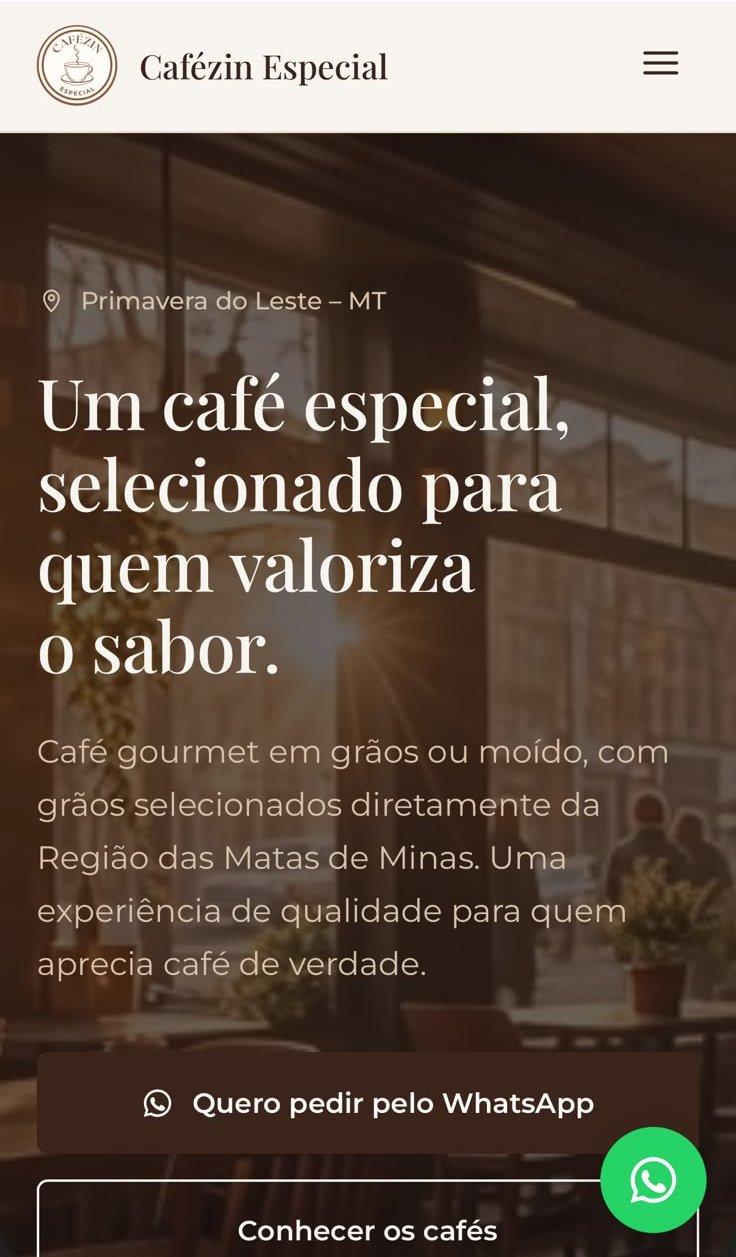 CAFÉZIN
ESPECIAL
Cafézin Especial
Primavera do Leste – MT
Um café especial,
selecionado para
quem valoriza
o sabor.
Café gourmet em grãos ou moído, com
grãos selecionados diretamente da
Região das Matas de Minas. Uma
experiência de qualidade para quem
aprecia café de verdade.
Quero pedir pelo WhatsApp
Conhecer os cafés